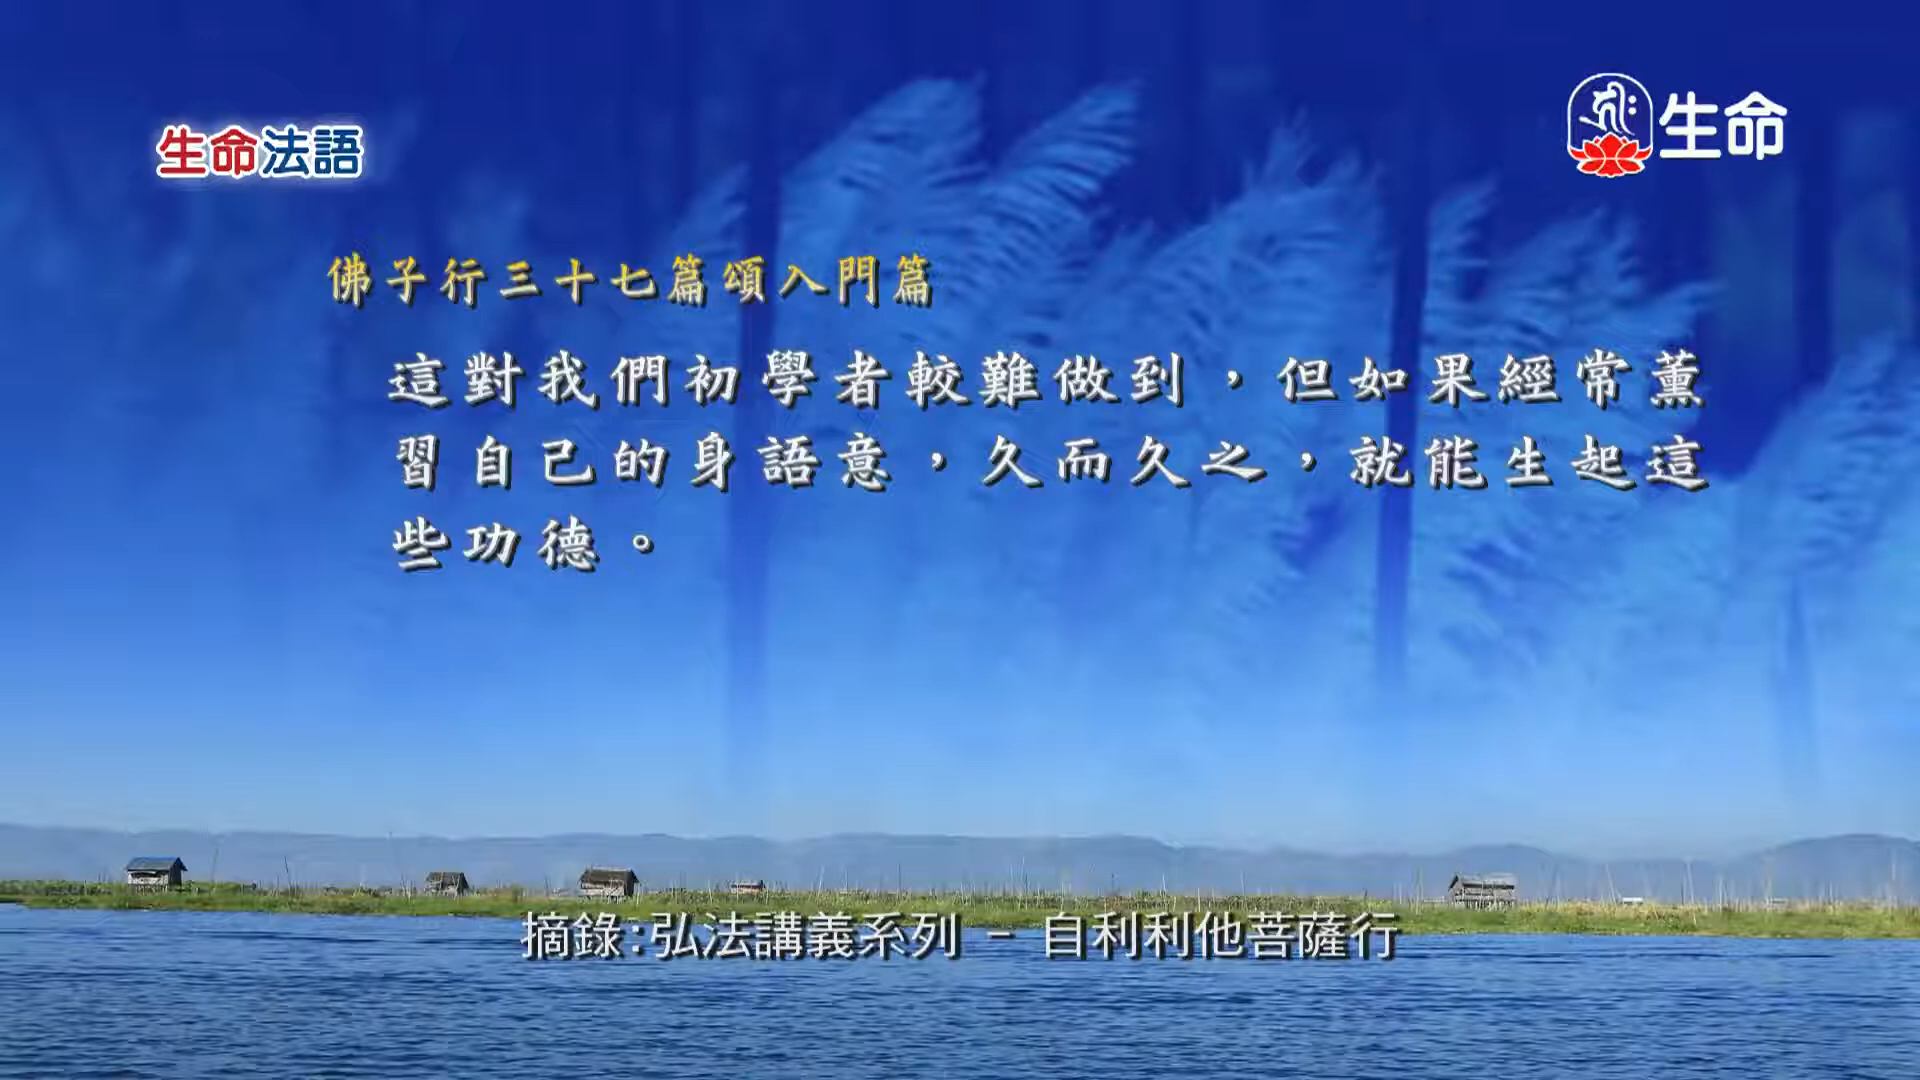 生命法語
生命
佛子行三十七篇頌入門篇
這對我們初學者較難做到，但如果經常薰
習自己的身語意，久而久之，就能生起這
些功德。
摘錄:弘法講義系列 - 自利利他菩薩行